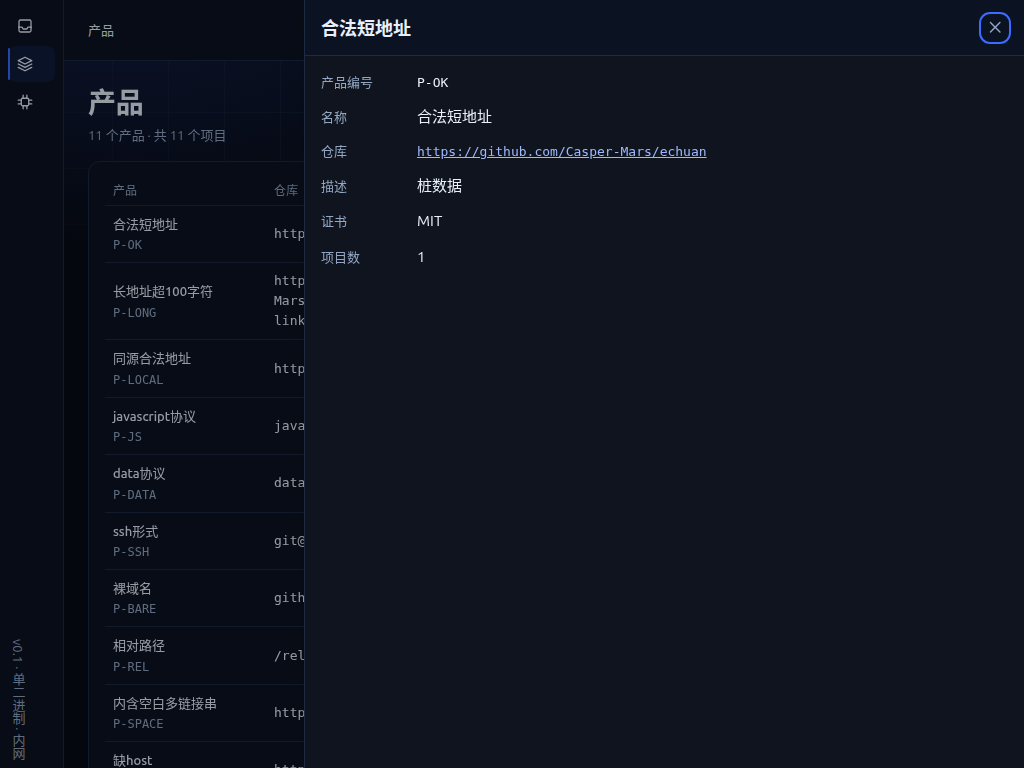 产品
产品
11 个产品 · 共 11 个项目
产品 仓库
合法短地址
P-OK
http
长地址超100字符
P-LONG
http
Mars
link
同源合法地址
P-LOCAL
http
javascript协议
P-JS
java
data协议
P-DATA
data
ssh形式
P-SSH
git@
裸域名
P-BARE
gith
相对路径
P-REL
/rel
内含空白多链接串
P-SPACE
http
缺host
v0.1 · 单二进制 · 内网
合法短地址
产品编号 P-OK
名称 合法短地址
仓库 https://github.com/Casper-Mars/echuan
描述 桩数据
证书 MIT
项目数 1